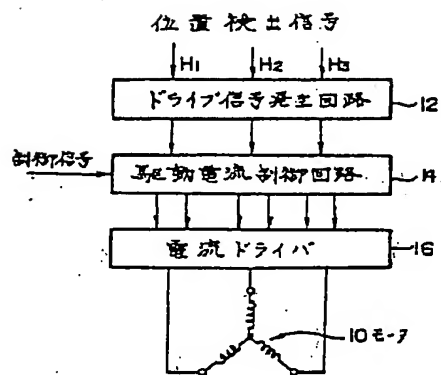 位置検出信号
H1 H2 H3
ドライブ信号発生回路 12
制御信号
駆動電流制御回路 14
電流ドライバ 16
10モータ